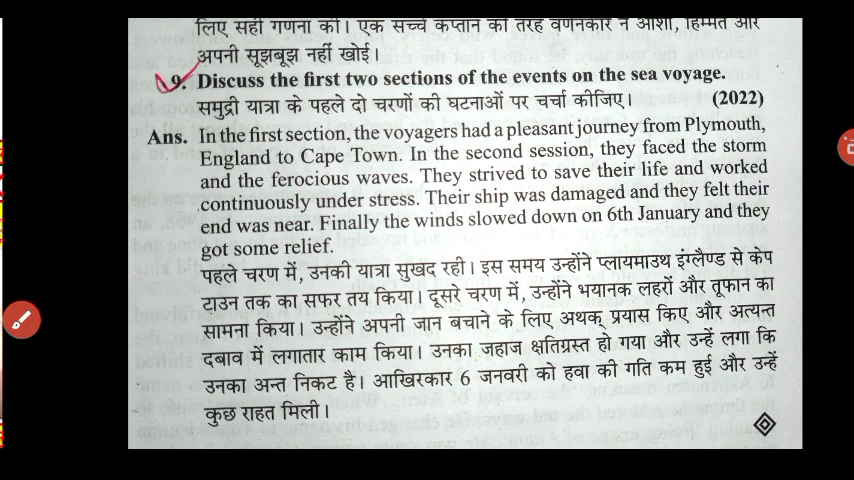 लिए सही गणना की। एक सच्चे कप्तान की तरह वर्णनकार ने आशा, हिम्मत और
अपनी सूझबूझ नहीं खोई।
9. Discuss the first two sections of the events on the sea voyage.
समुद्री यात्रा के पहले दो चरणों की घटनाओं पर चर्चा कीजिए। (2022)
Ans. In the first section, the voyagers had a pleasant journey from Plymouth,
England to Cape Town. In the second session, they faced the storm
and the ferocious waves. They strived to save their life and worked
continuously under stress. Their ship was damaged and they felt their
end was near. Finally the winds slowed down on 6th January and they
got some relief.
पहले चरण में, उनकी यात्रा सुखद रही। इस समय उन्होंने प्लायमाउथ इंग्लैण्ड से केप
टाउन तक का सफर तय किया। दूसरे चरण में, उन्होंने भयानक लहरों और तूफान का
सामना किया। उन्होंने अपनी जान बचाने के लिए अथक् प्रयास किए और अत्यन्त
दबाव में लगातार काम किया। उनका जहाज क्षतिग्रस्त हो गया और उन्हें लगा कि
उनका अन्त निकट है। आखिरकार 6 जनवरी को हवा की गति कम हुई और उन्हें
कुछ राहत मिली।